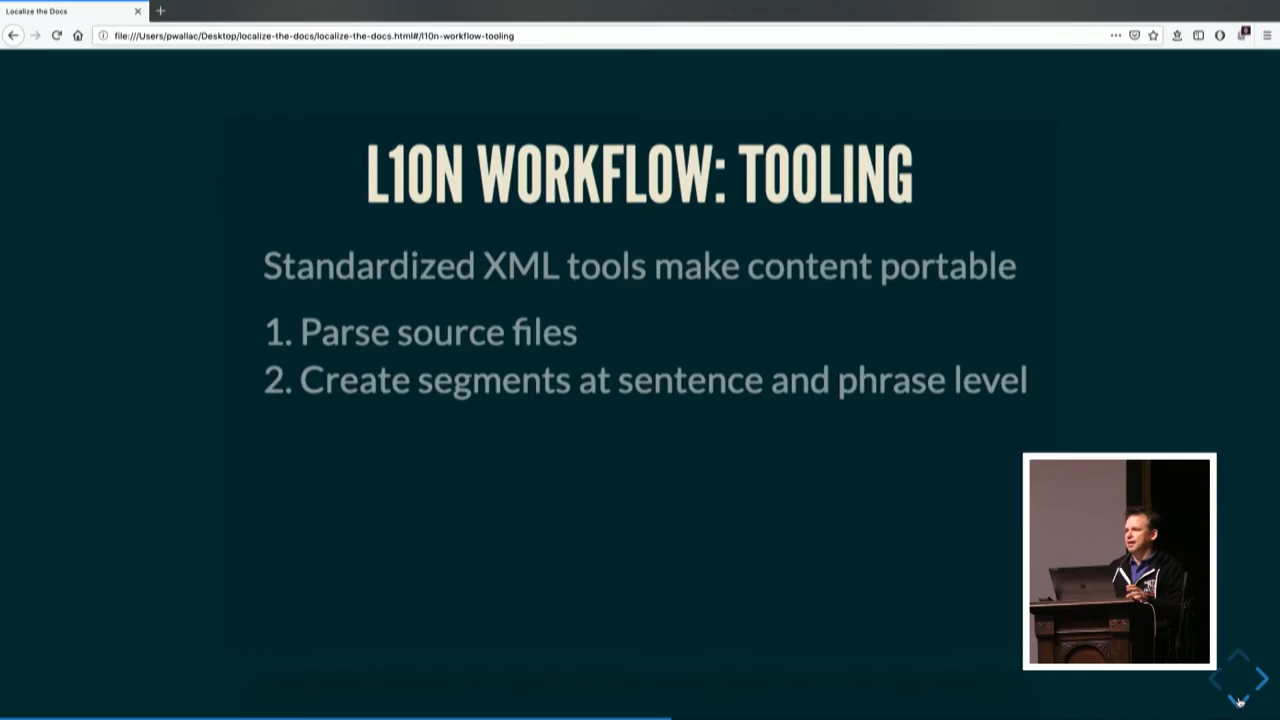 Localize the Docs
file:///Users/pwallac/Desktop/localize-the-docs/localize-the-docs.html#/l10n-workflow-tooling
L10N WORKFLOW: TOOLING
Standardized XML tools make content portable
1. Parse source files
2. Create segments at sentence and phrase level